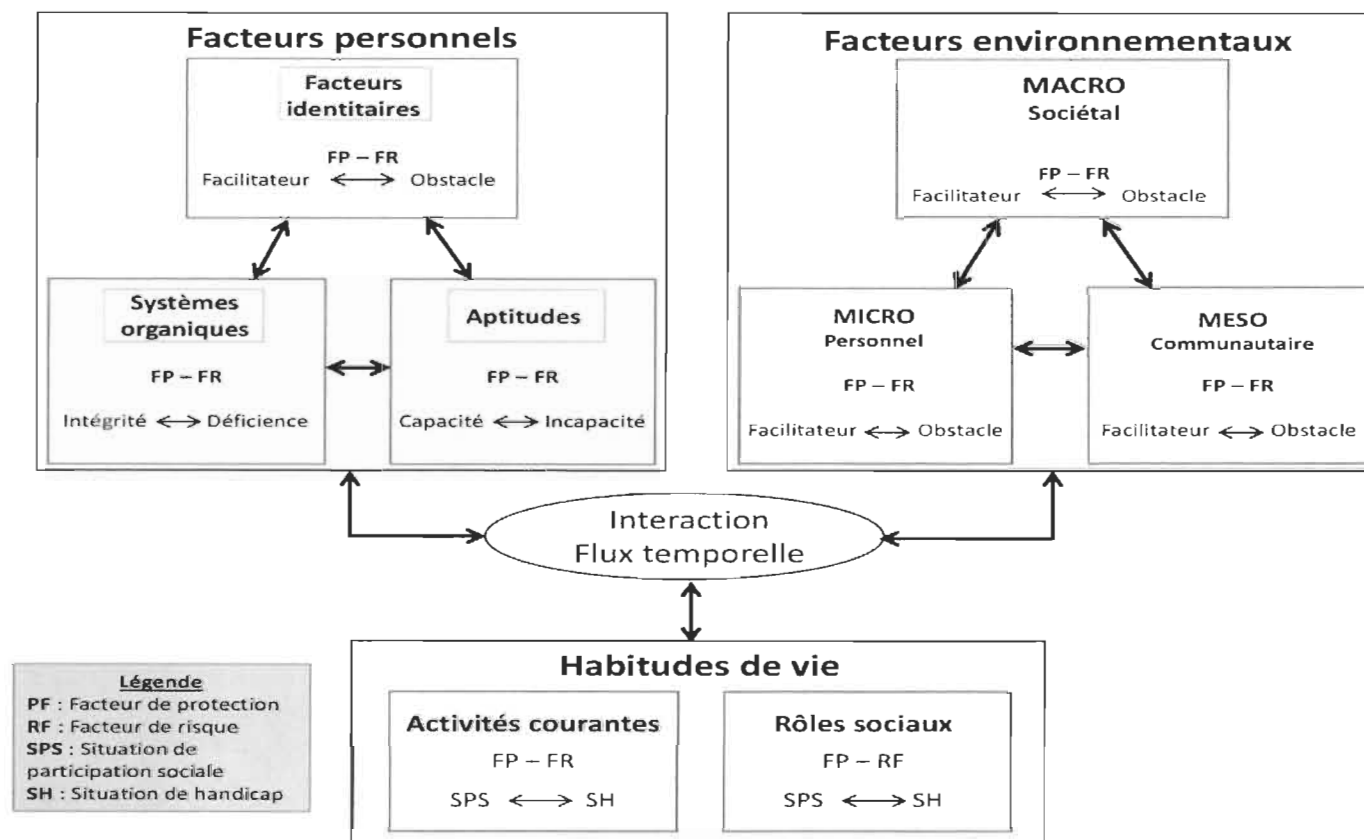 Facteurs personnels
Facteurs
identitaires
FP – FR
Facilitateur ⟷ Obstacle
Systèmes
organiques
FP – FR
Intégrité ⟷ Déficience
Aptitudes
FP – FR
Capacité ⟷ Incapacité
Facteurs environnementaux
MACRO
Sociétal
FP – FR
Facilitateur ⟷ Obstacle
MICRO
Personnel
FP – FR
Facilitateur ⟷ Obstacle
MESO
Communautaire
FP – FR
Facilitateur ⟷ Obstacle
Interaction
Flux temporelle
Habitudes de vie
Activités courantes
FP – FR
SPS ⟷ SH
Rôles sociaux
FP – RF
SPS ⟷ SH
Légende
PF : Facteur de protection
RF : Facteur de risque
SPS : Situation de
participation sociale
SH : Situation de handicap